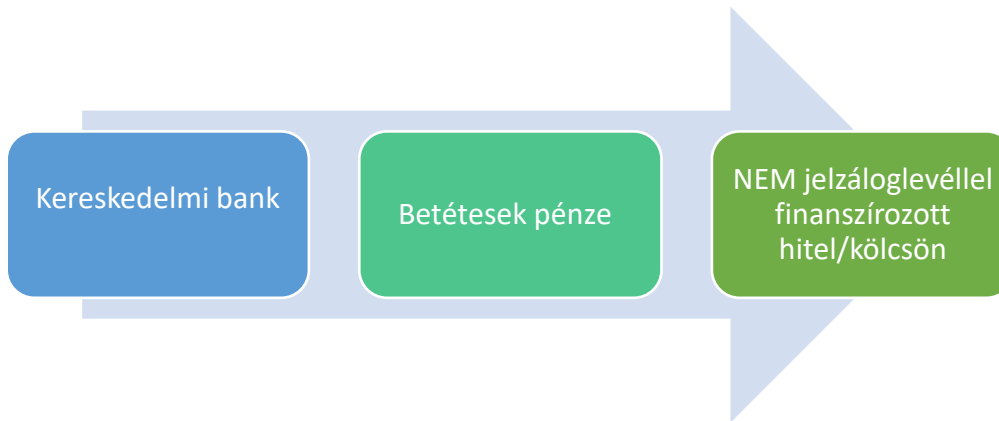 Kereskedelmi bank
Betétesek pénze
NEM jelzáloglevéllel
finanszírozott
hitel/kölcsön